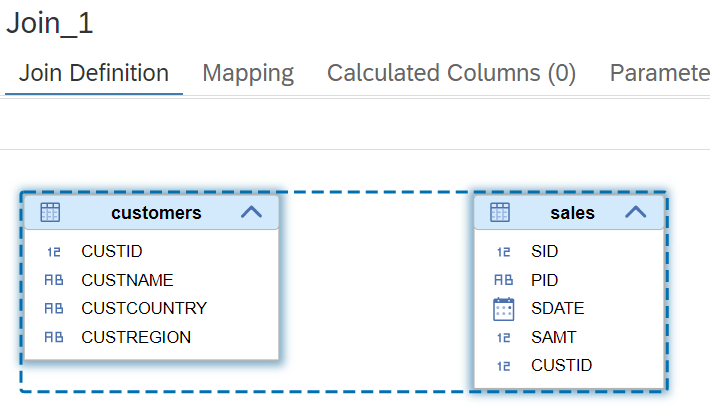 Join_1
Join Definition Mapping Calculated Columns (0) Paramete
customers
12 CUSTID
AB CUSTNAME
AB CUSTCOUNTRY
AB CUSTREGION
sales
12 SID
AB PID
SDATE
12 SAMT
12 CUSTID